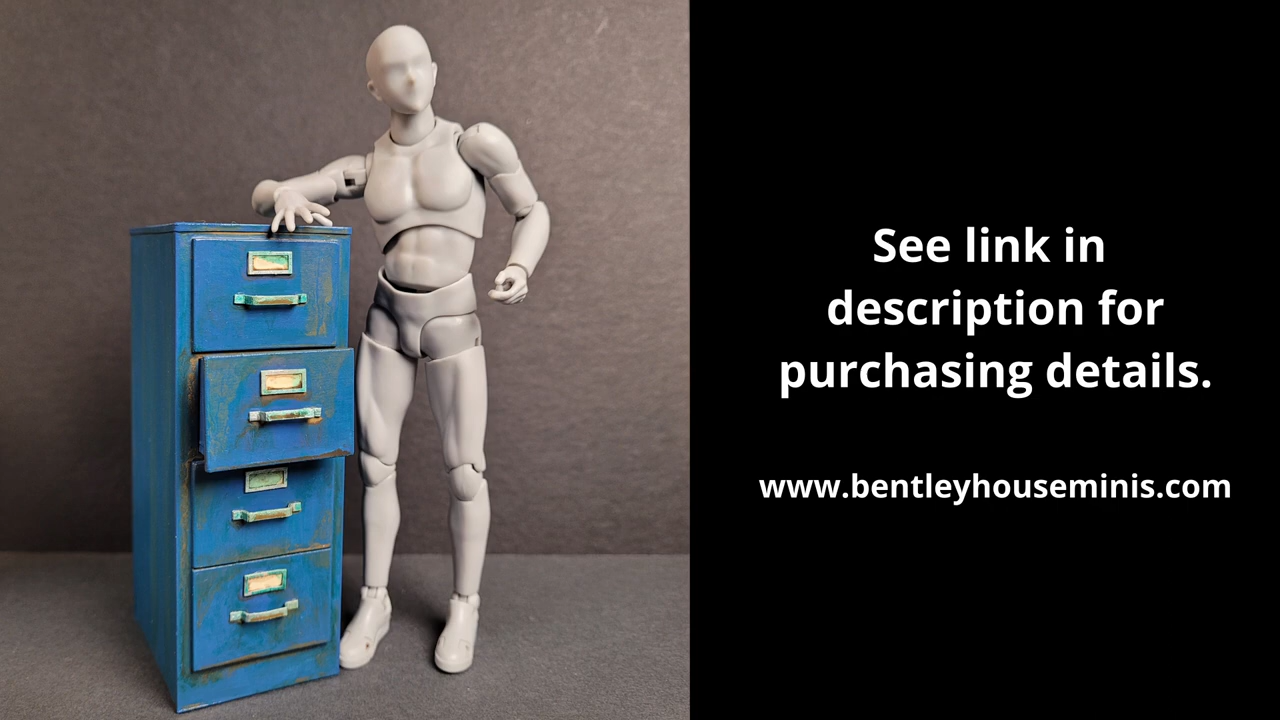 See link in
description for
purchasing details.
www.bentleyhouseminis.com